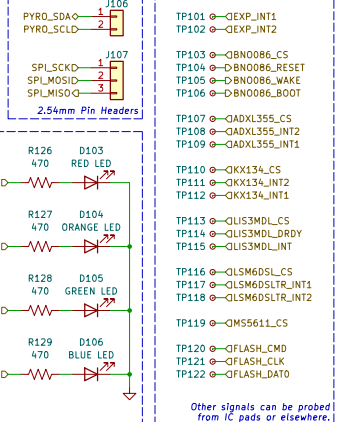 J106
PYRO_SDA 1
PYRO_SCL 2
J107
SPI_SCK 1
SPI_MOSI 2
SPI_MISO 3
2.54mm Pin Headers
R126 D103
470 RED LED
R127 D104
470 ORANGE LED
R128 D105
470 GREEN LED
R129 D106
470 BLUE LED
TP101 EXP_INT1
TP102 EXP_INT2
TP103 BNO086_CS
TP104 BNO086_RESET
TP105 BNO086_WAKE
TP106 BNO086_BOOT
TP107 ADXL355_CS
TP108 ADXL355_INT2
TP109 ADXL355_INT1
TP110 KX134_CS
TP111 KX134_INT2
TP112 KX134_INT1
TP113 LIS3MDL_CS
TP114 LIS3MDL_DRDY
TP115 LIS3MDL_INT
TP116 LSM6DSL_CS
TP117 LSM6DSLTR_INT1
TP118 LSM6DSLTR_INT2
TP119 MS5611_CS
TP120 FLASH_CMD
TP121 FLASH_CLK
TP122 FLASH_DAT0
Other signals can be probed
from IC pads or elsewhere.